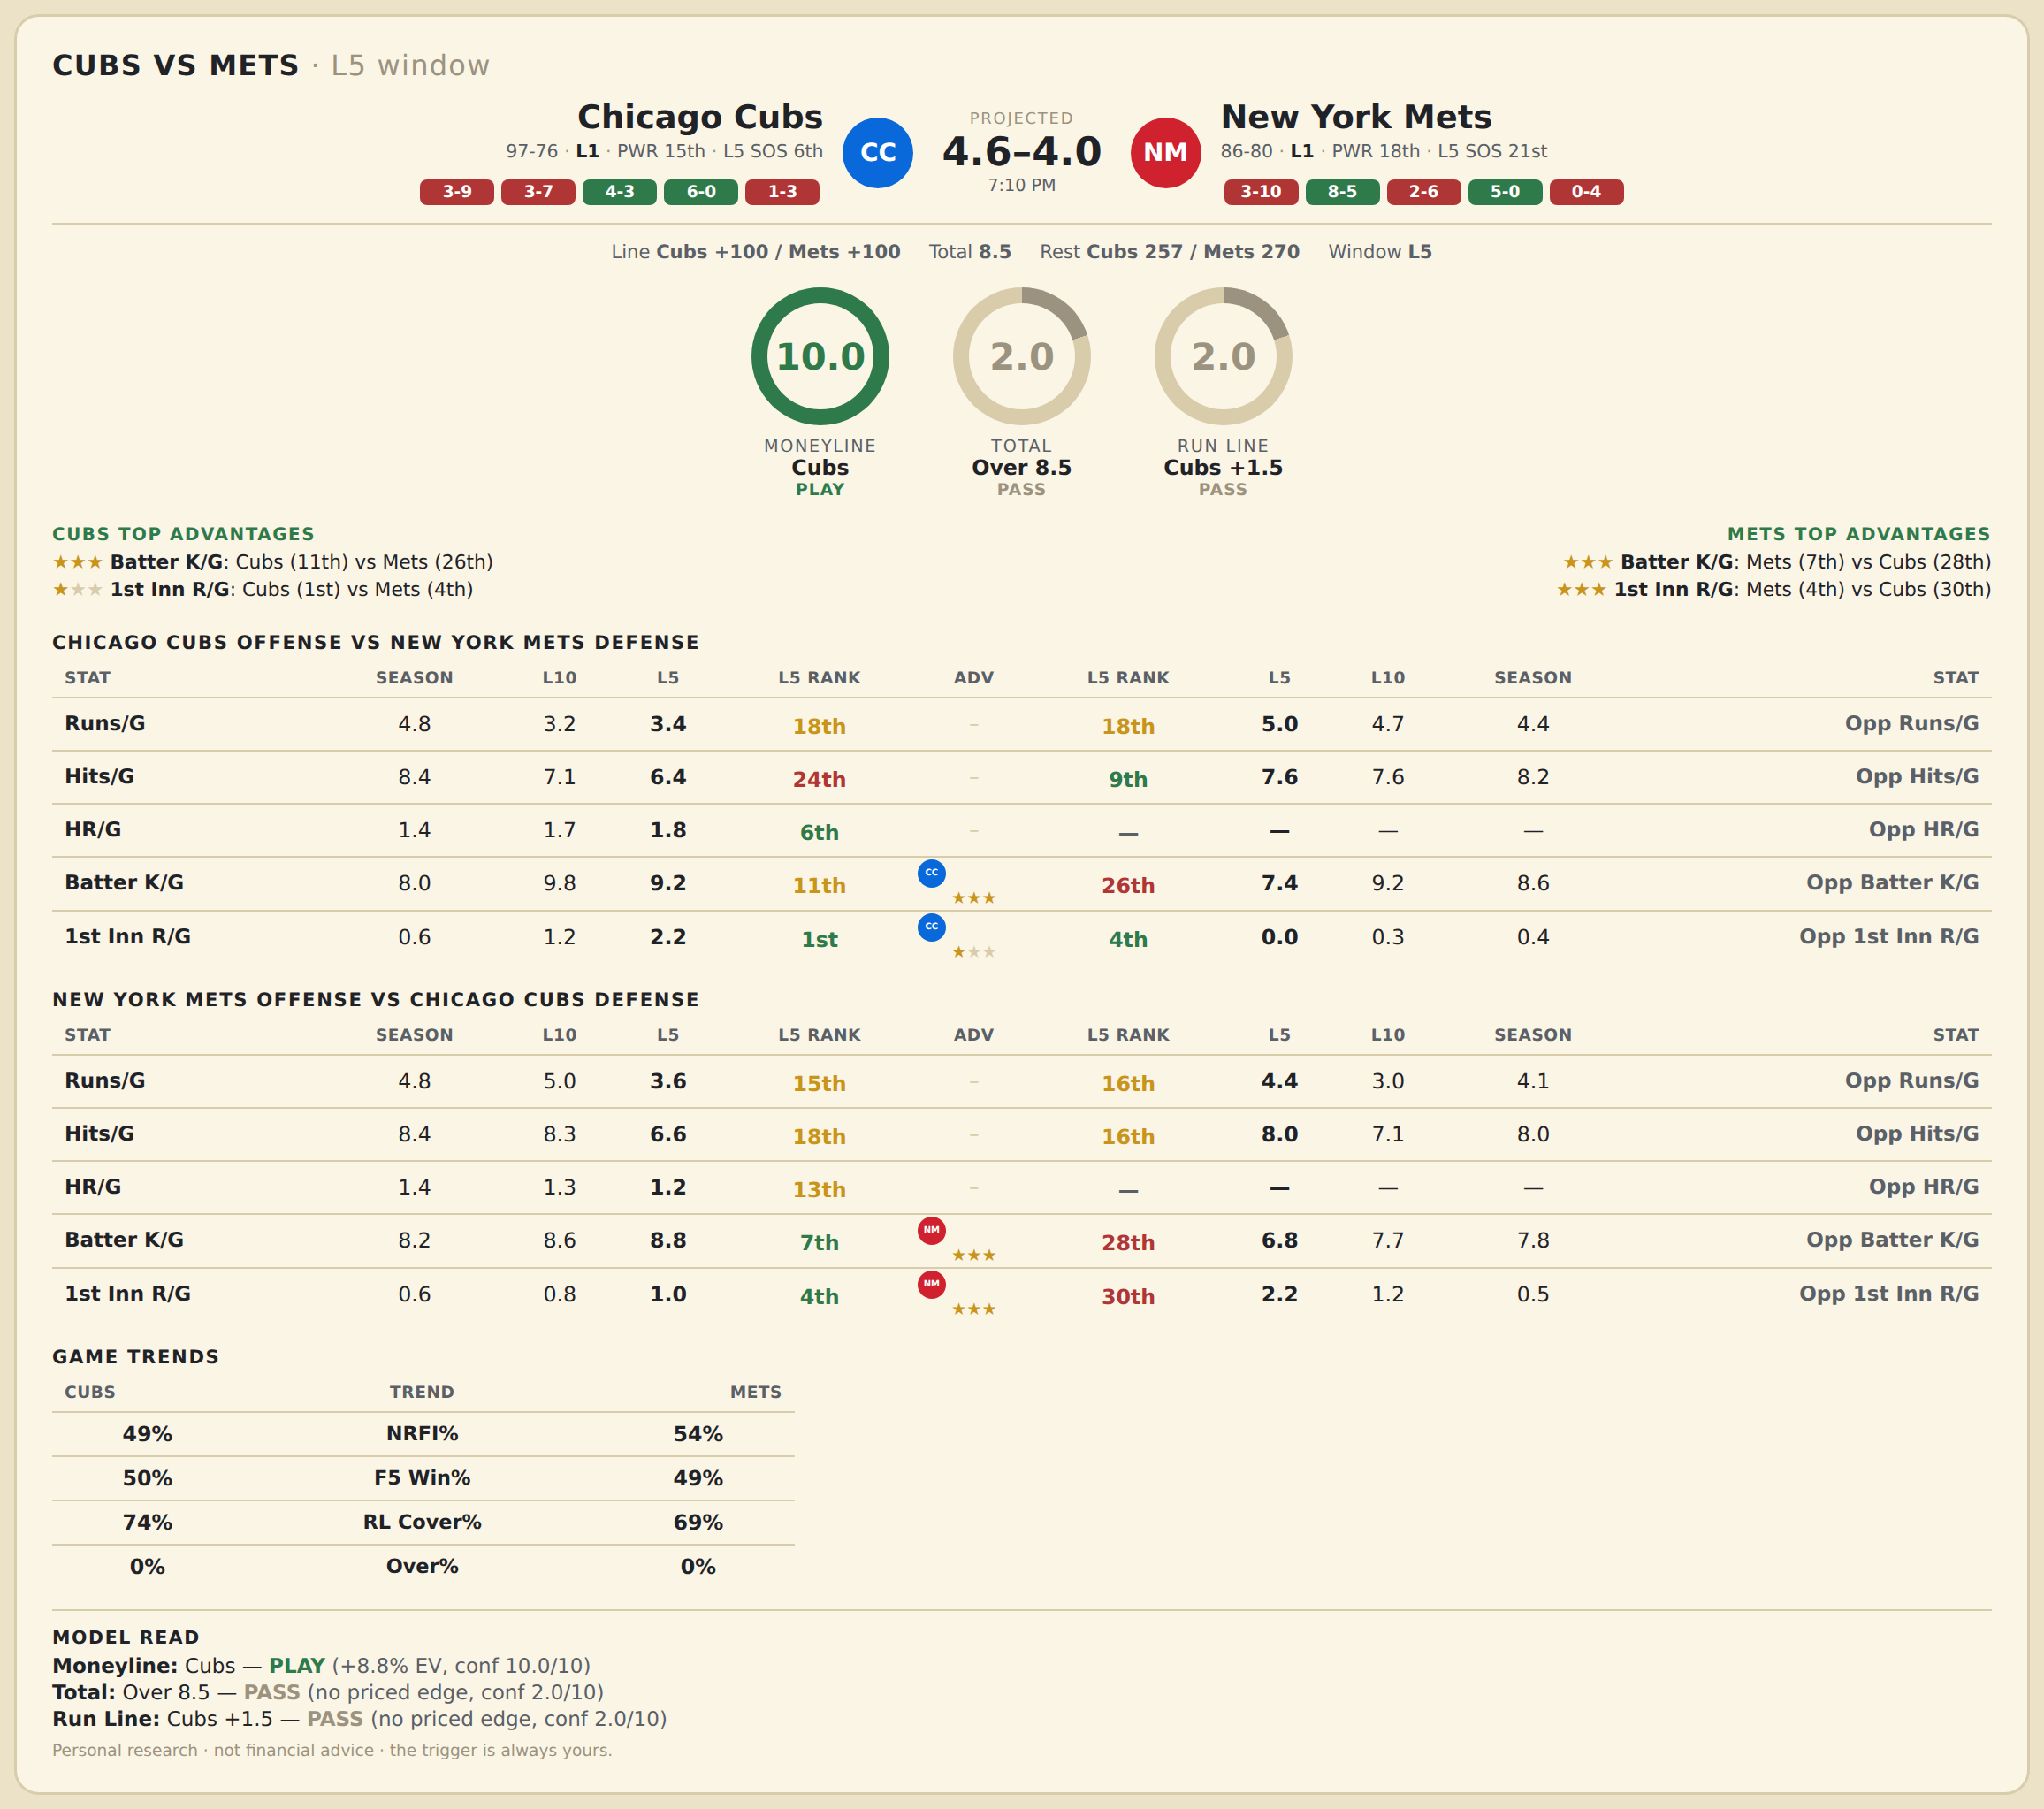 CUBS VS METS · L5 window
Chicago Cubs
97-76 · L1 · PWR 15th · L5 SOS 6th
3-9 3-7 4-3 6-0 1-3
CC
PROJECTED
4.6–4.0
7:10 PM
NM
New York Mets
86-80 · L1 · PWR 18th · L5 SOS 21st
3-10 8-5 2-6 5-0 0-4
Line Cubs +100 / Mets +100 Total 8.5 Rest Cubs 257 / Mets 270 Window L5
10.0 2.0 2.0
MONEYLINE TOTAL RUN LINE
Cubs Over 8.5 Cubs +1.5
PLAY PASS PASS
CUBS TOP ADVANTAGES
★★★ Batter K/G: Cubs (11th) vs Mets (26th)
★★★ 1st Inn R/G: Cubs (1st) vs Mets (4th)
METS TOP ADVANTAGES
★★★ Batter K/G: Mets (7th) vs Cubs (28th)
★★★ 1st Inn R/G: Mets (4th) vs Cubs (30th)
CHICAGO CUBS OFFENSE VS NEW YORK METS DEFENSE
STAT SEASON L10 L5 L5 RANK ADV L5 RANK L5 L10 SEASON STAT
Runs/G 4.8 3.2 3.4 18th – 18th 5.0 4.7 4.4 Opp Runs/G
Hits/G 8.4 7.1 6.4 24th – 9th 7.6 7.6 8.2 Opp Hits/G
HR/G 1.4 1.7 1.8 6th – — — — — Opp HR/G
Batter K/G 8.0 9.8 9.2 11th CC ★★★ 26th 7.4 9.2 8.6 Opp Batter K/G
1st Inn R/G 0.6 1.2 2.2 1st CC ★★★ 4th 0.0 0.3 0.4 Opp 1st Inn R/G
NEW YORK METS OFFENSE VS CHICAGO CUBS DEFENSE
STAT SEASON L10 L5 L5 RANK ADV L5 RANK L5 L10 SEASON STAT
Runs/G 4.8 5.0 3.6 15th – 16th 4.4 3.0 4.1 Opp Runs/G
Hits/G 8.4 8.3 6.6 18th – 16th 8.0 7.1 8.0 Opp Hits/G
HR/G 1.4 1.3 1.2 13th – — — — — Opp HR/G
Batter K/G 8.2 8.6 8.8 7th NM ★★★ 28th 6.8 7.7 7.8 Opp Batter K/G
1st Inn R/G 0.6 0.8 1.0 4th NM ★★★ 30th 2.2 1.2 0.5 Opp 1st Inn R/G
GAME TRENDS
CUBS TREND METS
49% NRFI% 54%
50% F5 Win% 49%
74% RL Cover% 69%
0% Over% 0%
MODEL READ
Moneyline: Cubs — PLAY (+8.8% EV, conf 10.0/10)
Total: Over 8.5 — PASS (no priced edge, conf 2.0/10)
Run Line: Cubs +1.5 — PASS (no priced edge, conf 2.0/10)
Personal research · not financial advice · the trigger is always yours.